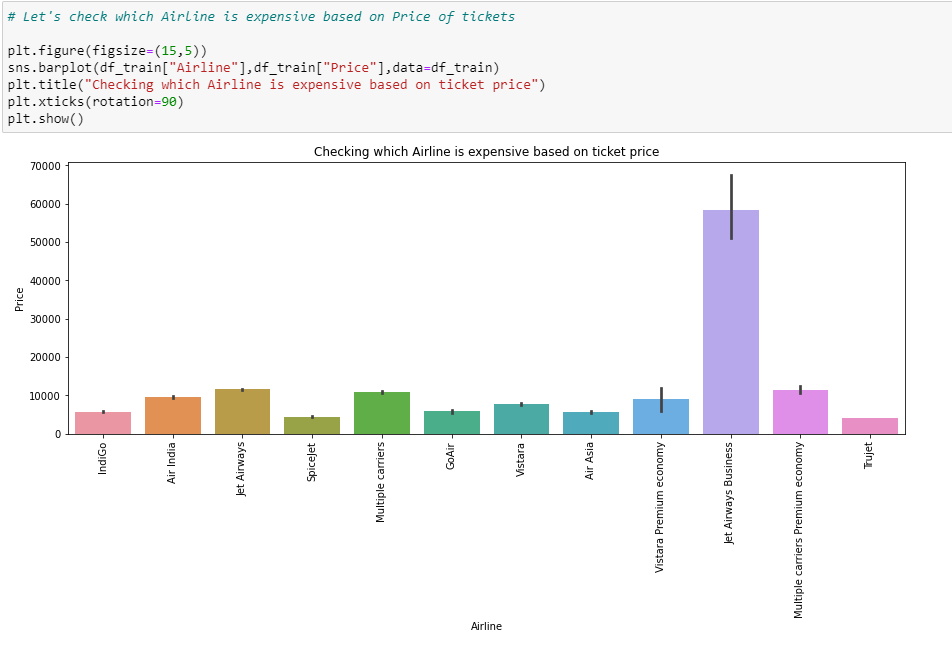 # Let's check which Airline is expensive based on Price of tickets
plt.figure(figsize=(15,5))
sns.barplot(df_train["Airline"],df_train["Price"],data=df_train)
plt.title("Checking which Airline is expensive based on ticket price")
plt.xticks(rotation=90)
plt.show()
Checking which Airline is expensive based on ticket price
70000
60000
50000
40000
30000
20000
10000
0
Price
IndiGo
Air India
Jet Airways
SpiceJet
Multiple carriers
GoAir
Vistara
Air Asia
Vistara Premium economy
Jet Airways Business
Multiple carriers Premium economy
Trujet
Airline